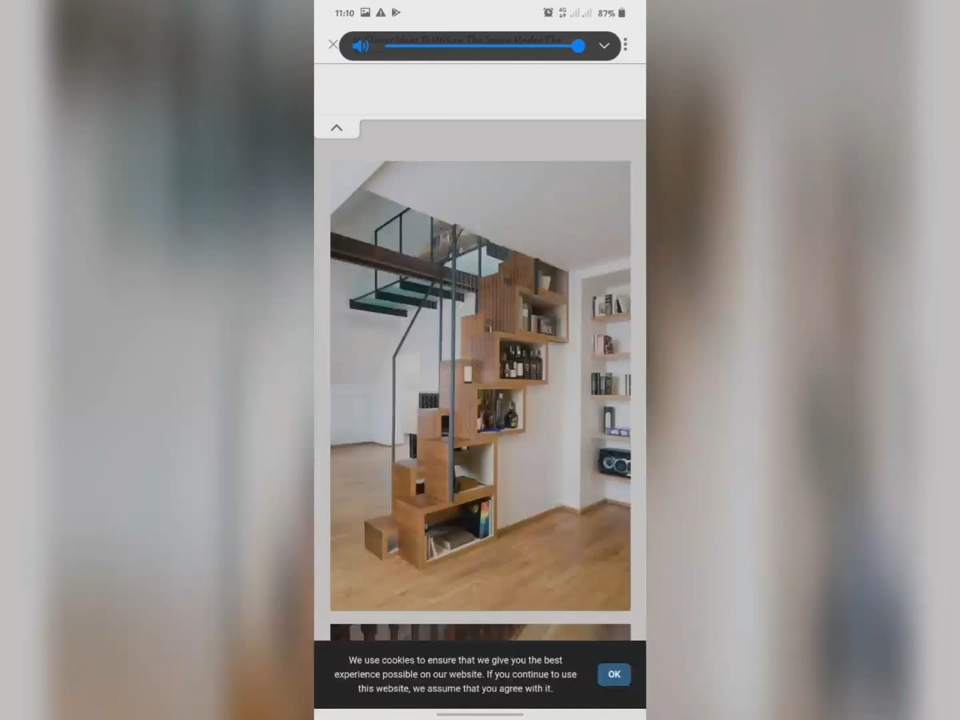 11:10
4G
87%
We use cookies to ensure that we give you the best
experience possible on our website. If you continue to use
this website, we assume that you agree with it.
OK